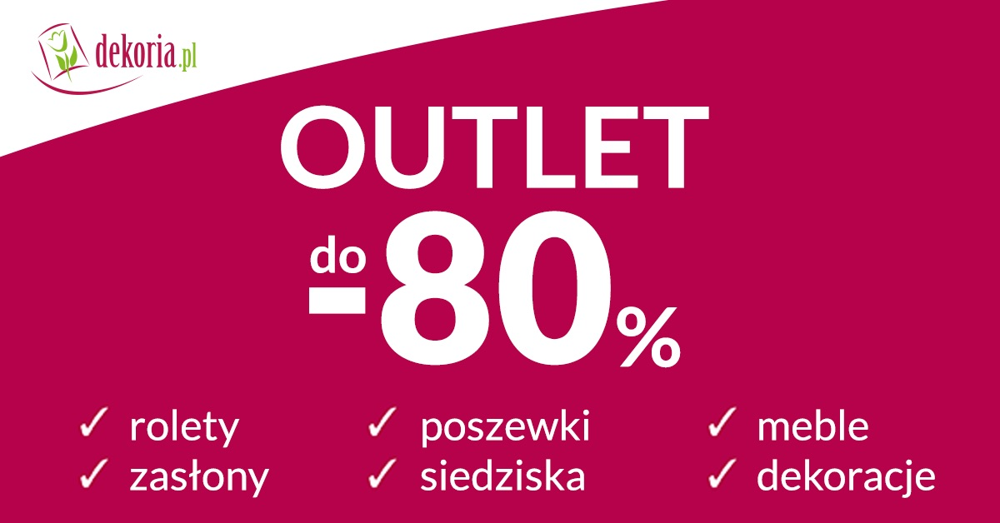 dekoria.pl
OUTLET
do
-80%
✓ rolety
✓ zasłony
✓ poszewki
✓ siedziska
✓ meble
✓ dekoracje